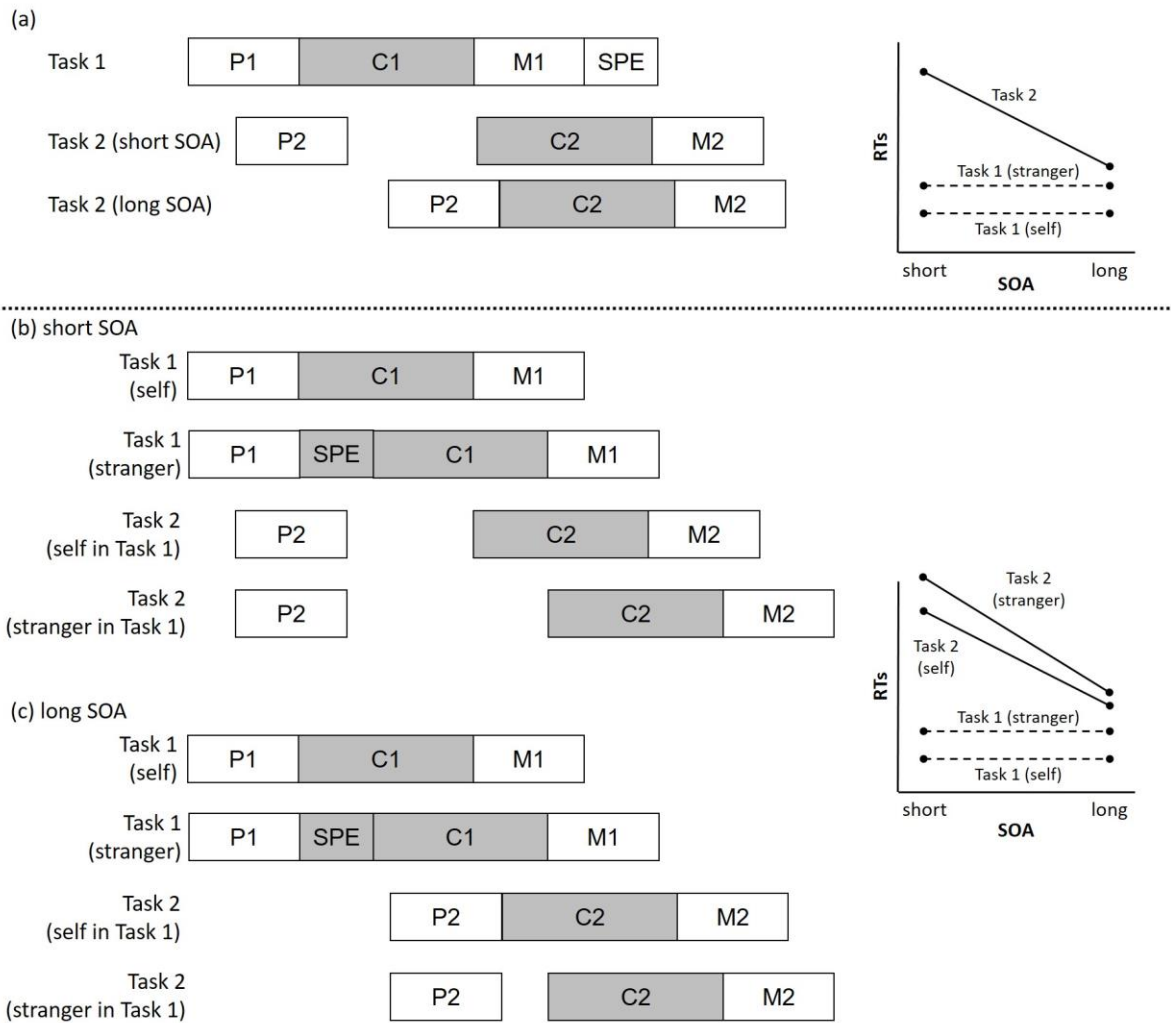 (a)
Task 1
P1
C1
M1
SPE
Task 2 (short SOA)
P2
C2
M2
Task 2 (long SOA)
P2
C2
M2
RTs
Task 2
Task 1 (stranger)
Task 1 (self)
short
long
SOA
(b) short SOA
Task 1
(self)
P1
C1
M1
Task 1
(stranger)
P1
SPE
C1
M1
Task 2
(self in Task 1)
P2
C2
M2
Task 2
(stranger in Task 1)
P2
C2
M2
RTs
Task 2
(stranger)
Task 2
(self)
Task 1 (stranger)
Task 1 (self)
short
long
SOA
(c) long SOA
Task 1
(self)
P1
C1
M1
Task 1
(stranger)
P1
SPE
C1
M1
Task 2
(self in Task 1)
P2
C2
M2
Task 2
(stranger in Task 1)
P2
C2
M2